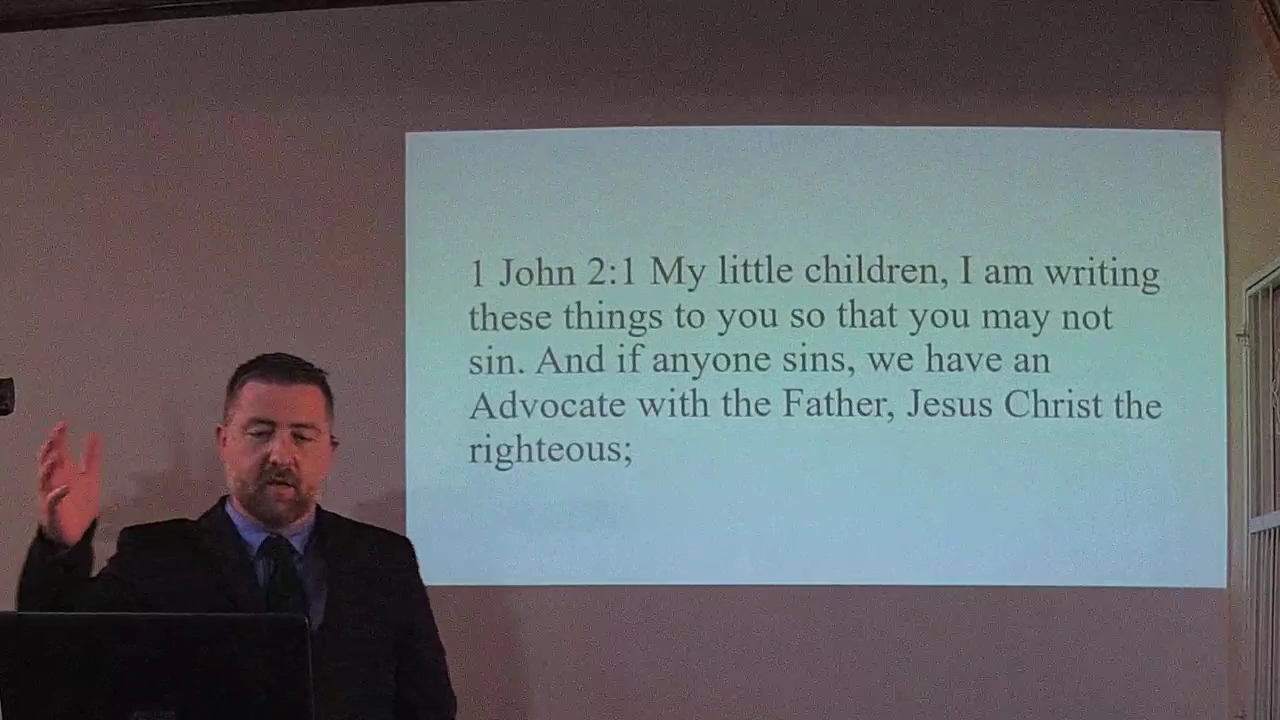 1 John 2:1 My little children, I am writing
these things to you so that you may not
sin. And if anyone sins, we have an
Advocate with the Father, Jesus Christ the
righteous;